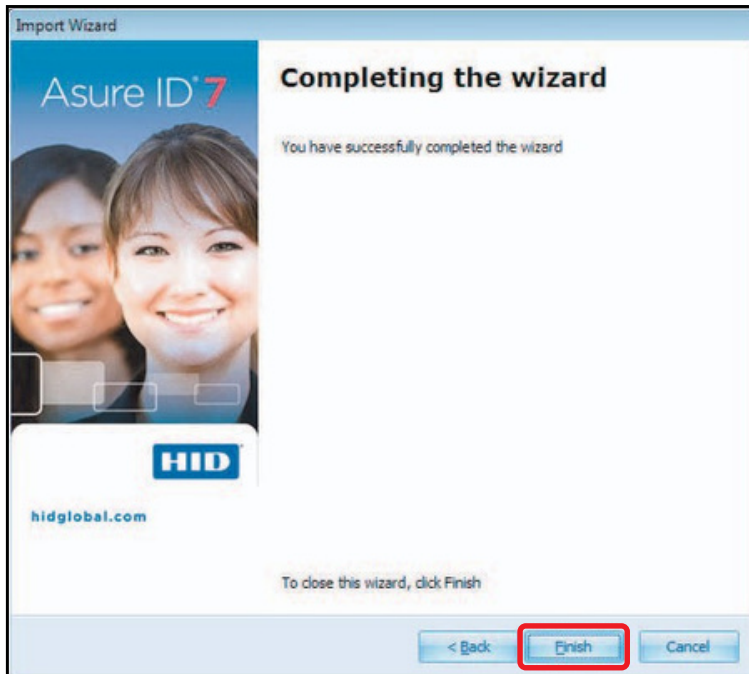 Import Wizard
Asure ID® 7
Completing the wizard
You have successfully completed the wizard
HID
hidglobal.com
To close this wizard, click Finish
< Back
Finish
Cancel